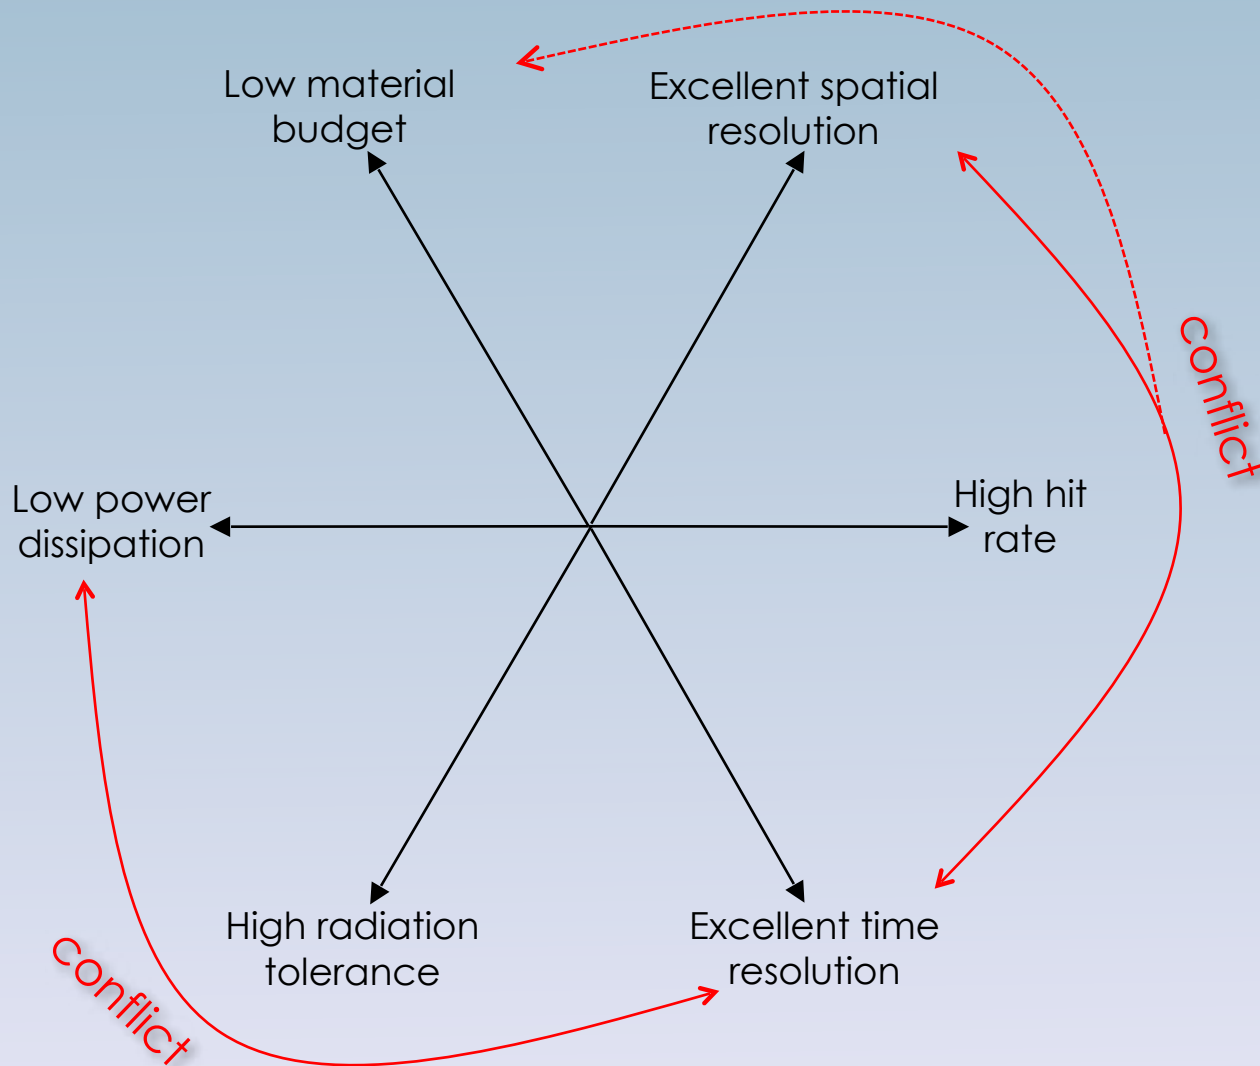 Low material
budget
Excellent spatial
resolution
conflict
Low power
dissipation
High hit
rate
High radiation
tolerance
Excellent time
resolution
conflict